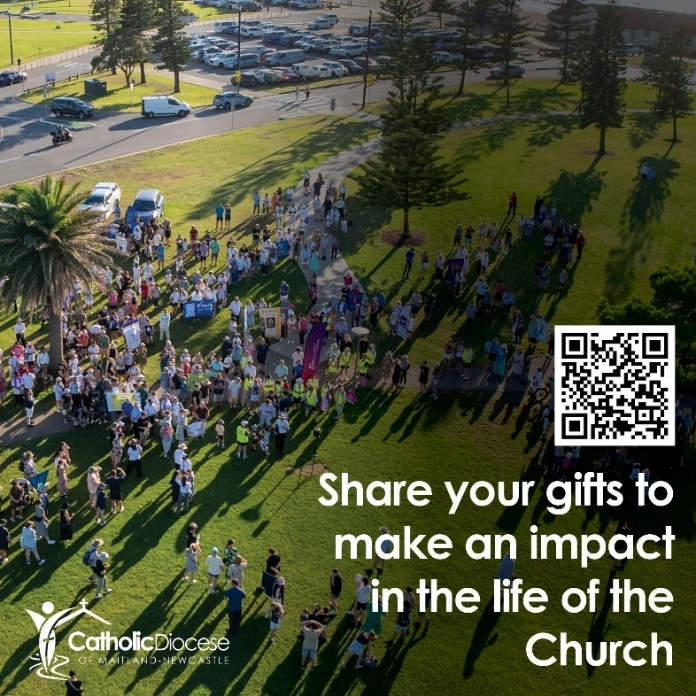 Share your gifts to
make an impact
in the life of the
Church
CatholicDiocese
OF MAITLAND-NEWCASTLE